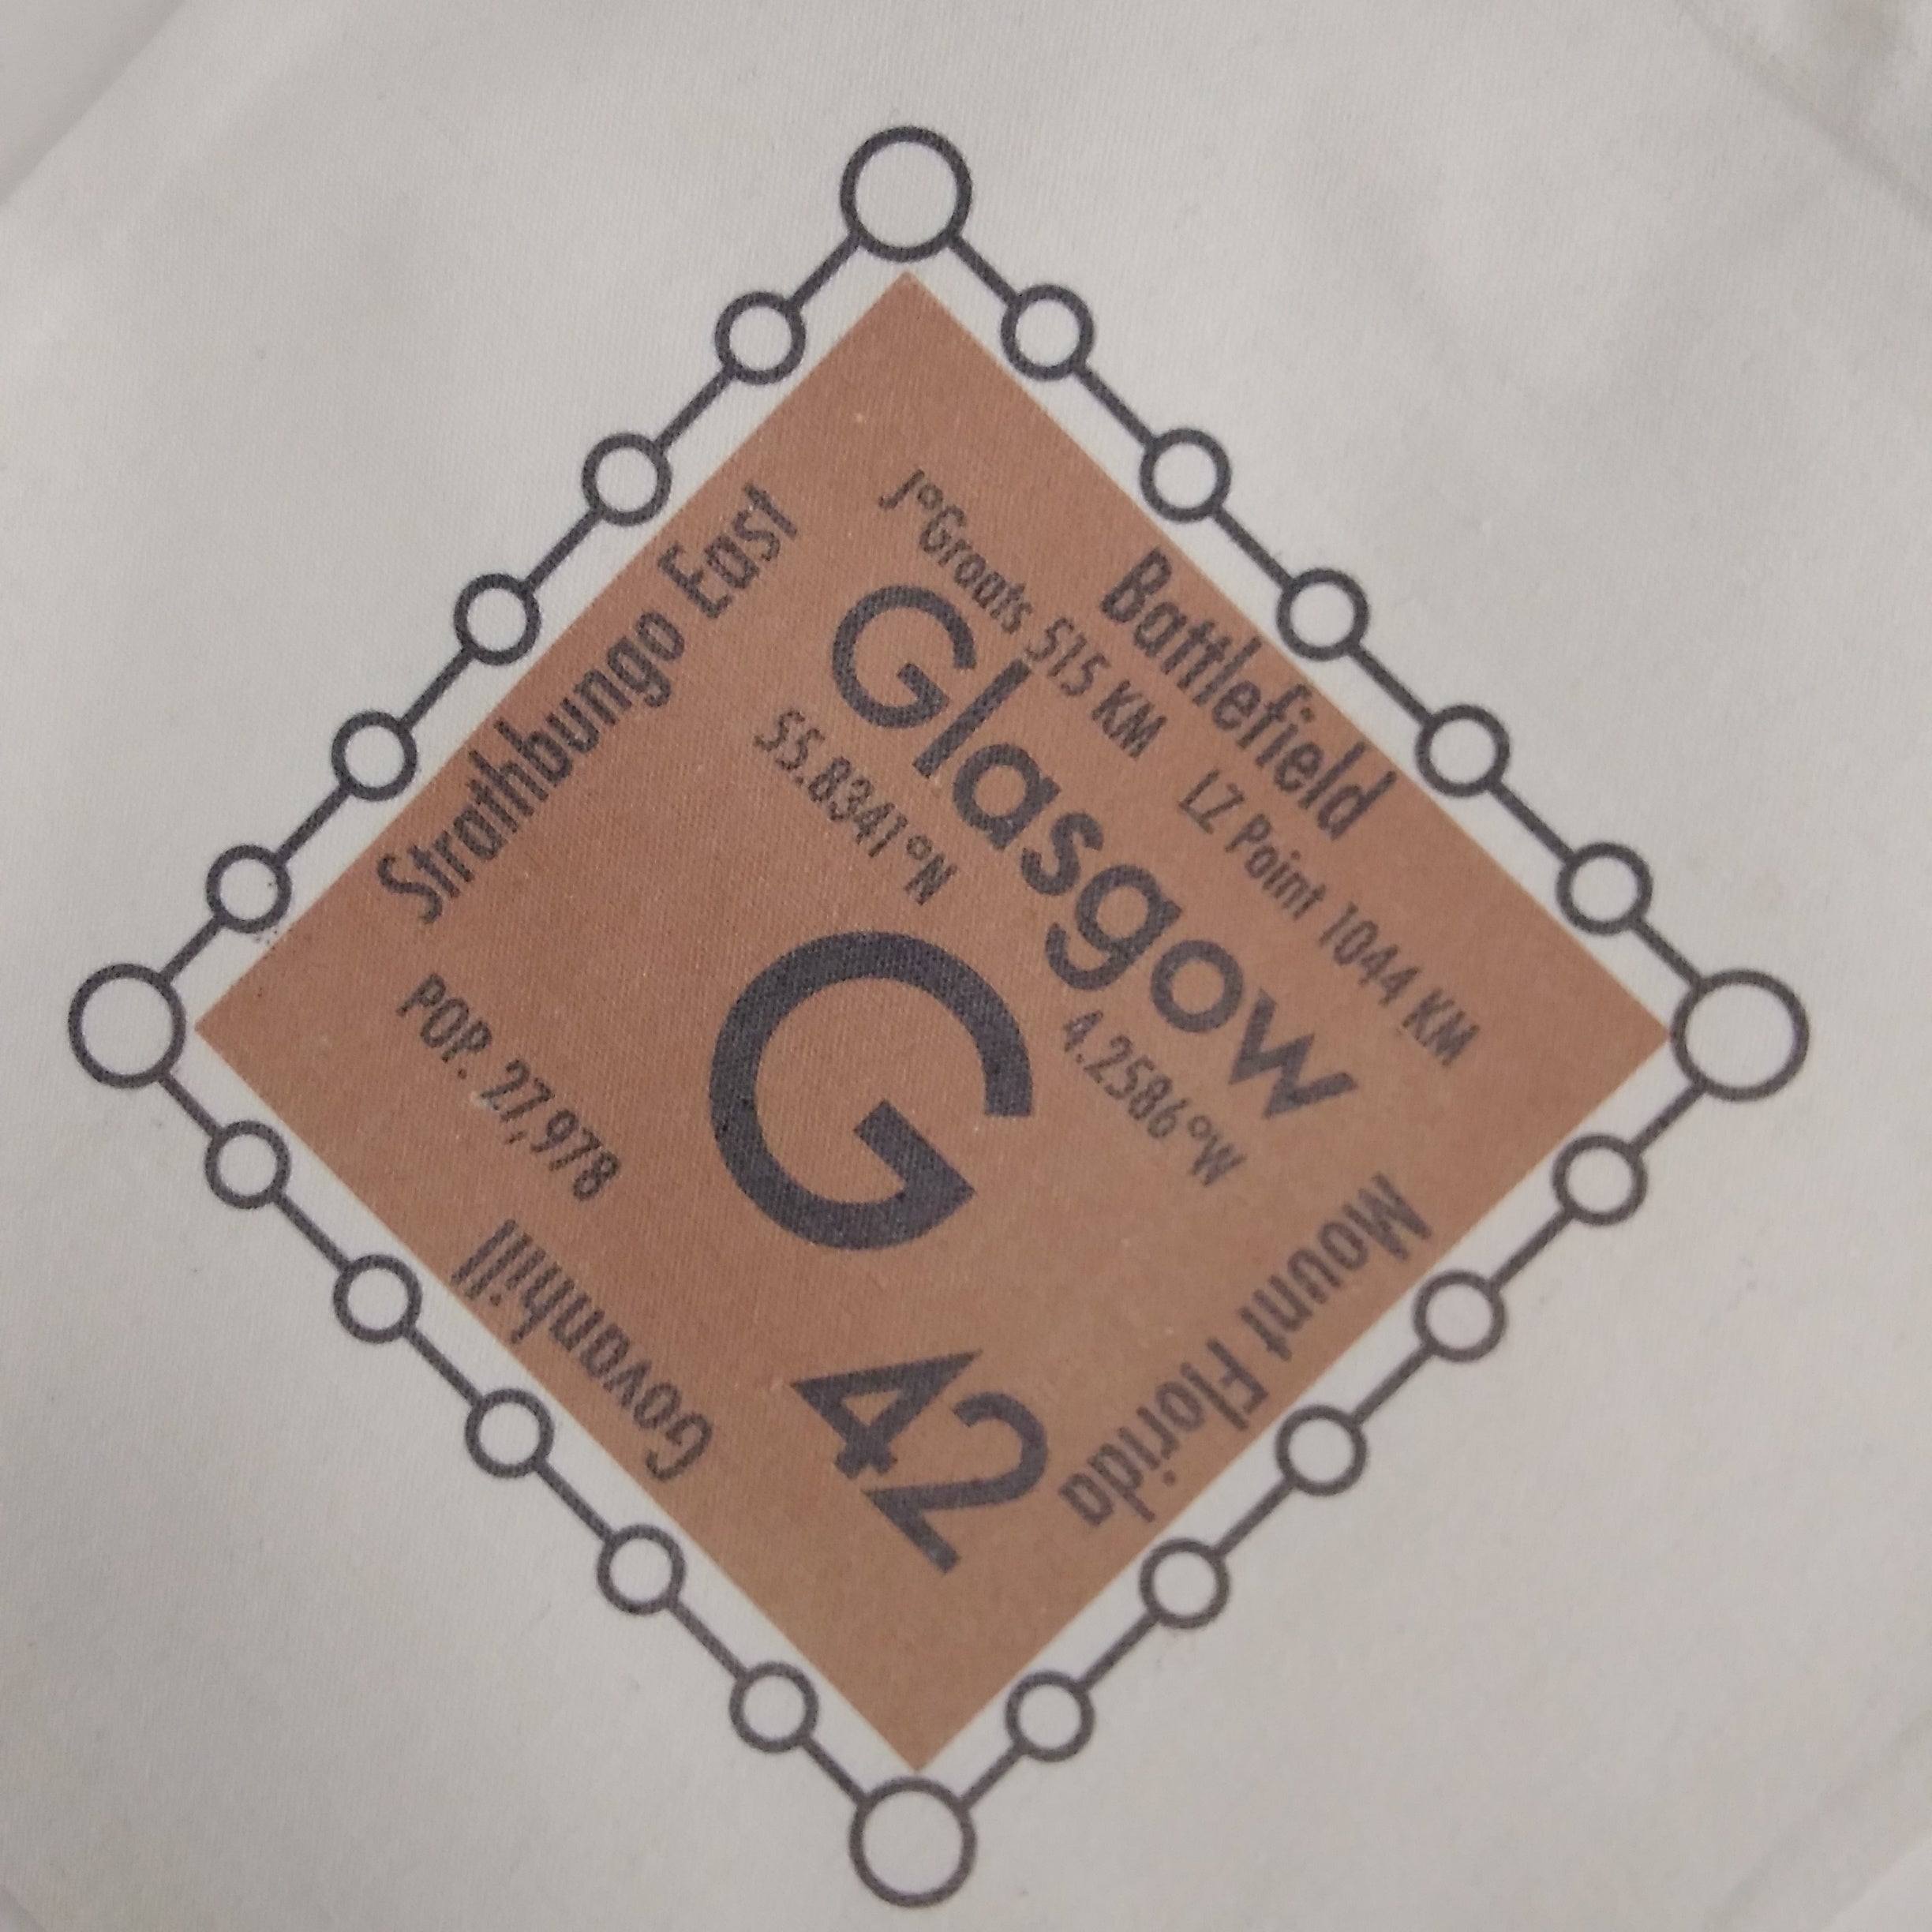 Battlefield
J°Groats 515 KM LZ Point 1044 KM
Glasgow
55.8341°N 4.2586°W
G
42
POP. 27,978
Strathbungo East
Mount Florida
Govanhill